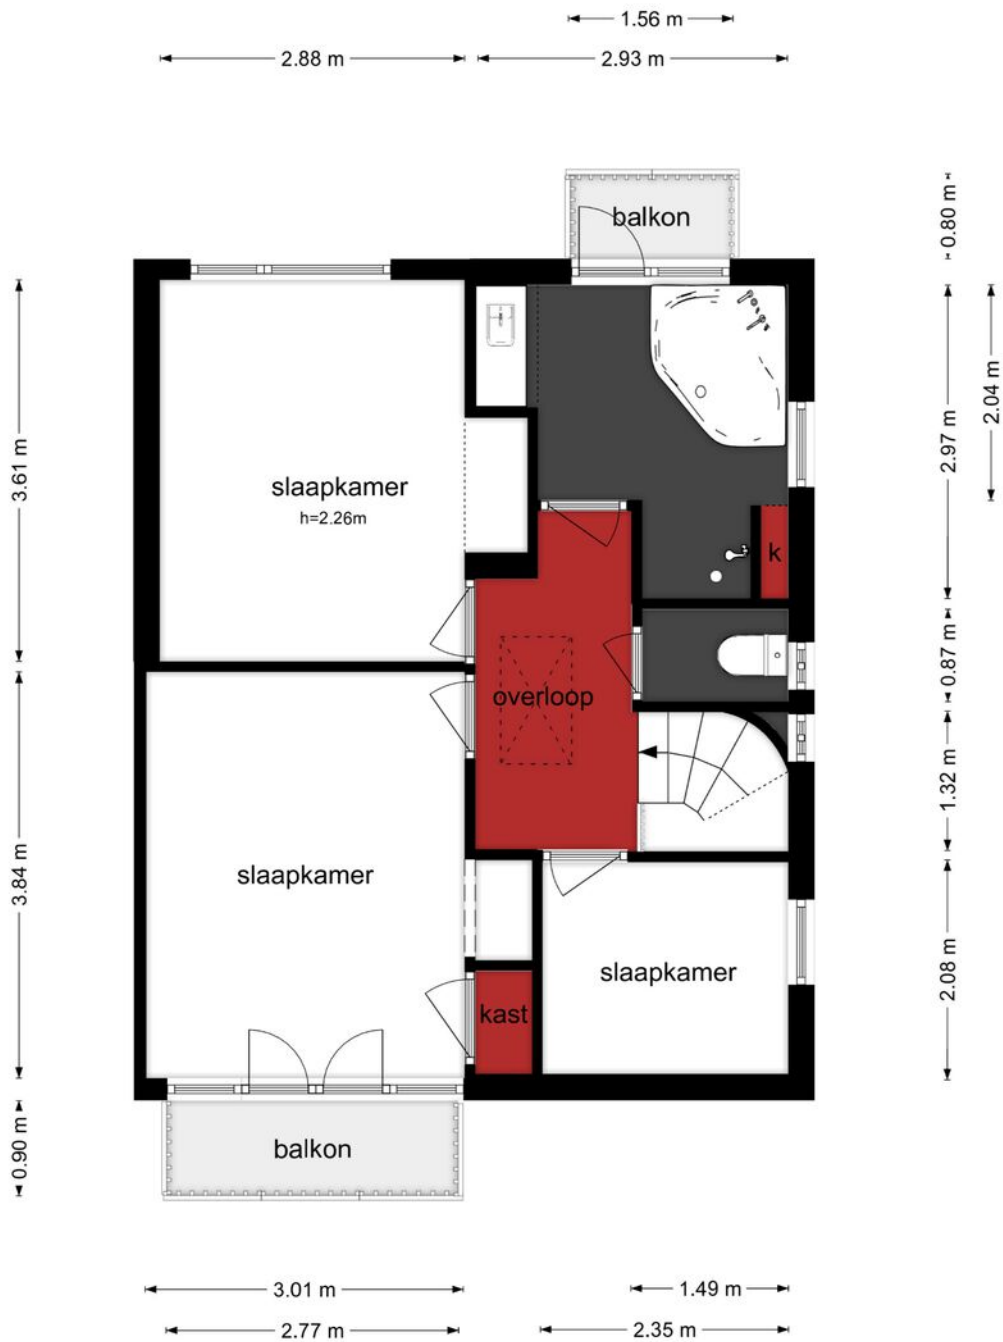 1.56 m
2.88 m
2.93 m
balkon
0.80 m
2.04 m
2.97 m
3.61 m
slaapkamer
h=2.26m
k
0.87 m
overloop
1.32 m
3.84 m
slaapkamer
slaapkamer
2.08 m
kast
0.90 m
balkon
3.01 m
1.49 m
2.77 m
2.35 m